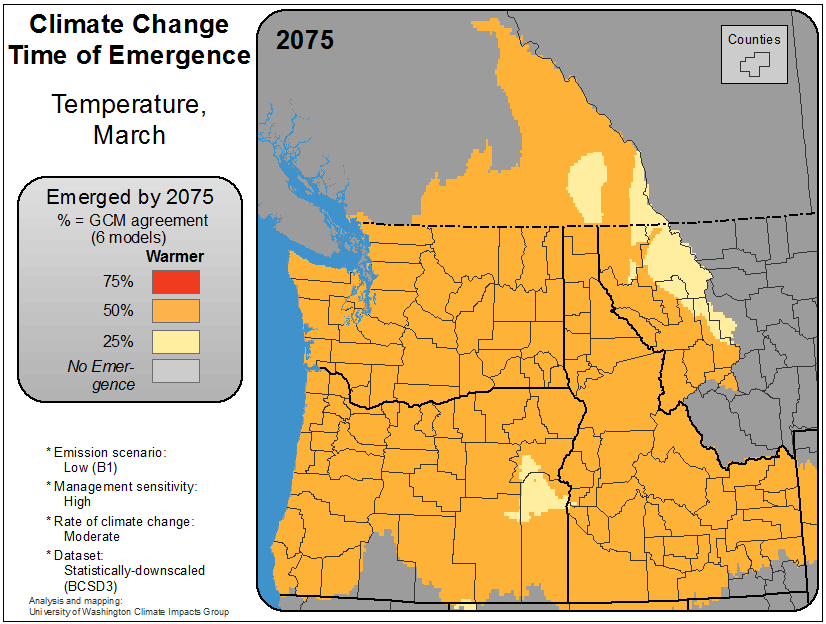 Climate Change
Time of Emergence
Temperature,
March
Emerged by 2075
% = GCM agreement
(6 models)
Warmer
75%
50%
25%
No Emer-
gence
* Emission scenario:
Low (B1)
* Management sensitivity:
High
* Rate of climate change:
Moderate
* Dataset:
Statistically-downscaled
(BCSD3)
Analysis and mapping:
University of Washington Climate Impacts Group
2075
Counties